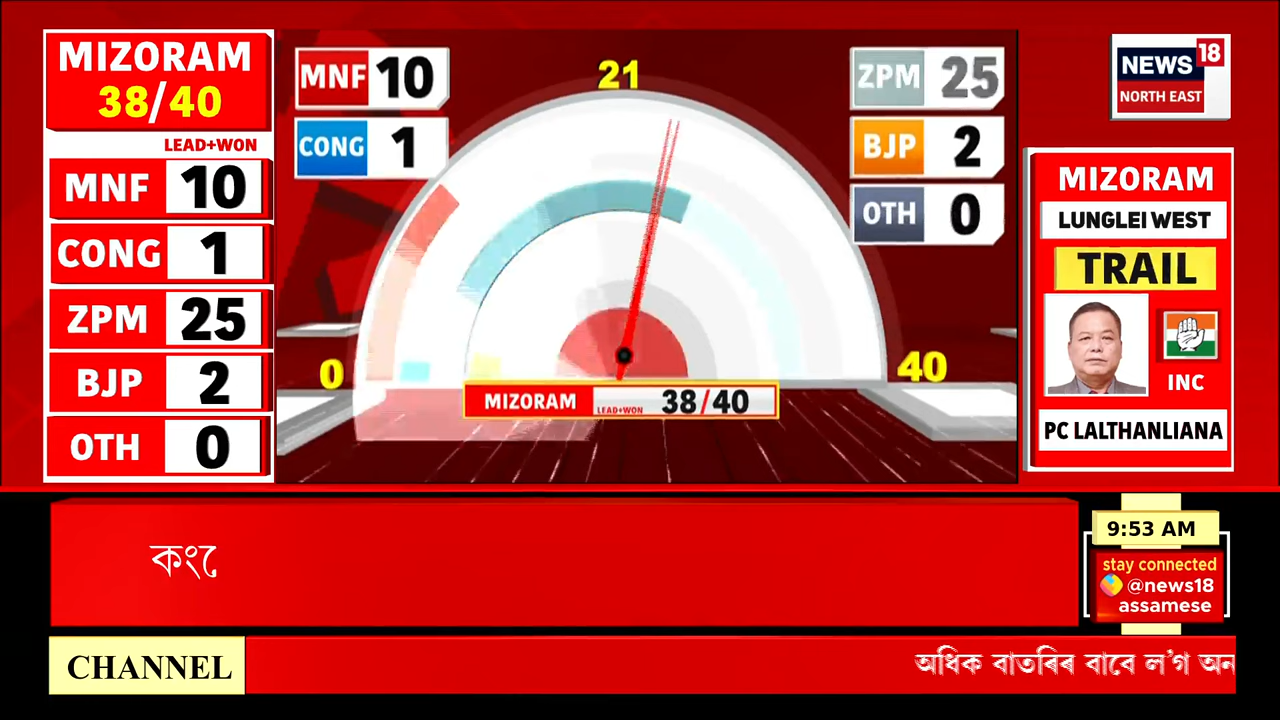 MIZORAM
38/40
LEAD+WON
MNF 10
CONG 1
ZPM 25
BJP 2
OTH 0
MNF 10
CONG 1
21
ZPM 25
BJP 2
OTH 0
0
40
MIZORAM LEAD+WON 38/40
NEWS 18
NORTH EAST
MIZORAM
LUNGLEI WEST
TRAIL
INC
PC LALTHANLIANA
কংে
9:53 AM
stay connected
@news18
assamese
CHANNEL
অধিক বাতৰিৰ বাবে ল'গ অন